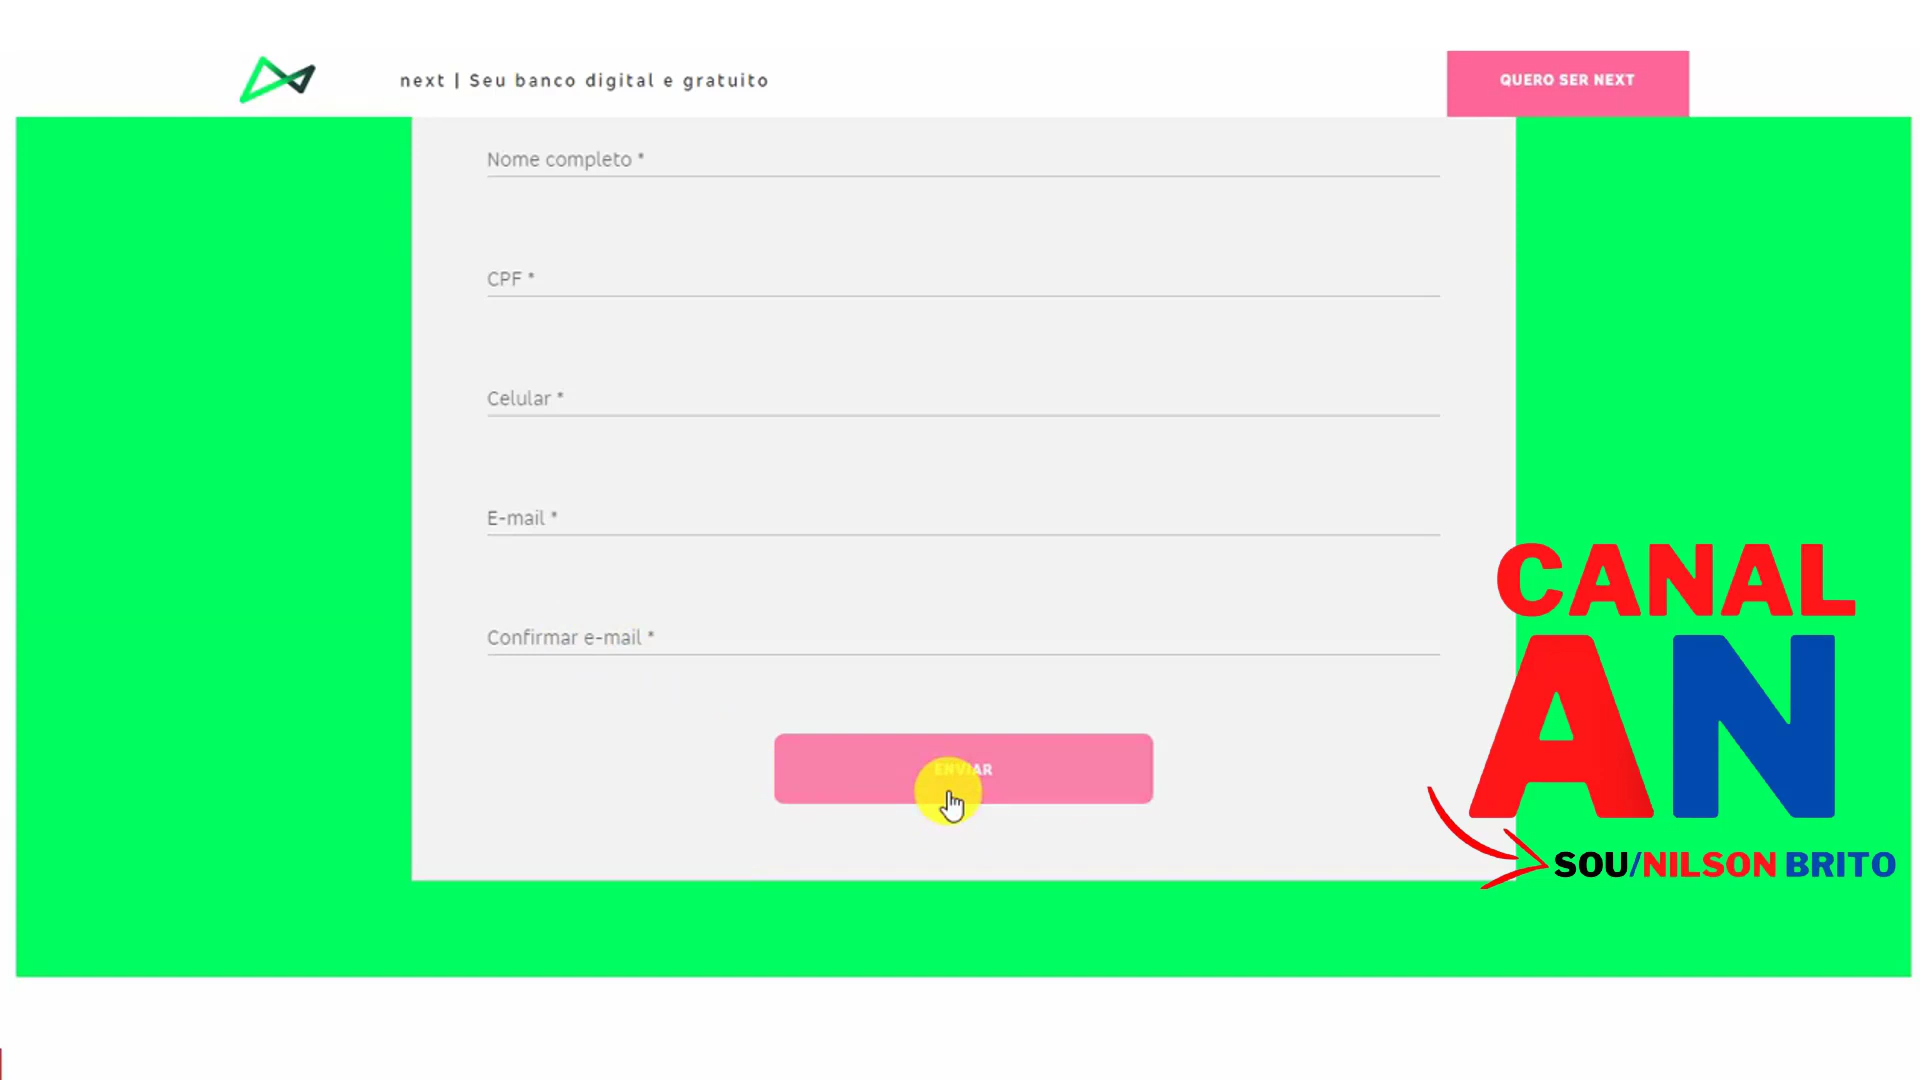 next | Seu banco digital e gratuito
QUERO SER NEXT
Nome completo *
CPF *
Celular *
E-mail *
Confirmar e-mail *
ENVIAR
CANAL
AN
SOU/NILSON BRITO